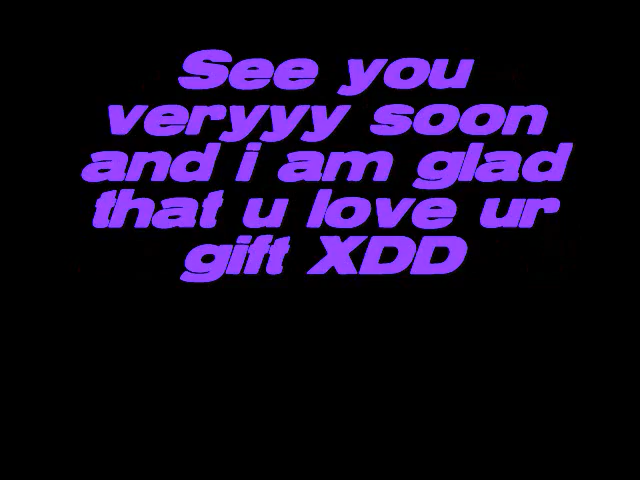 See you
veryyy soon
and i am glad
that u love ur
gift XDD